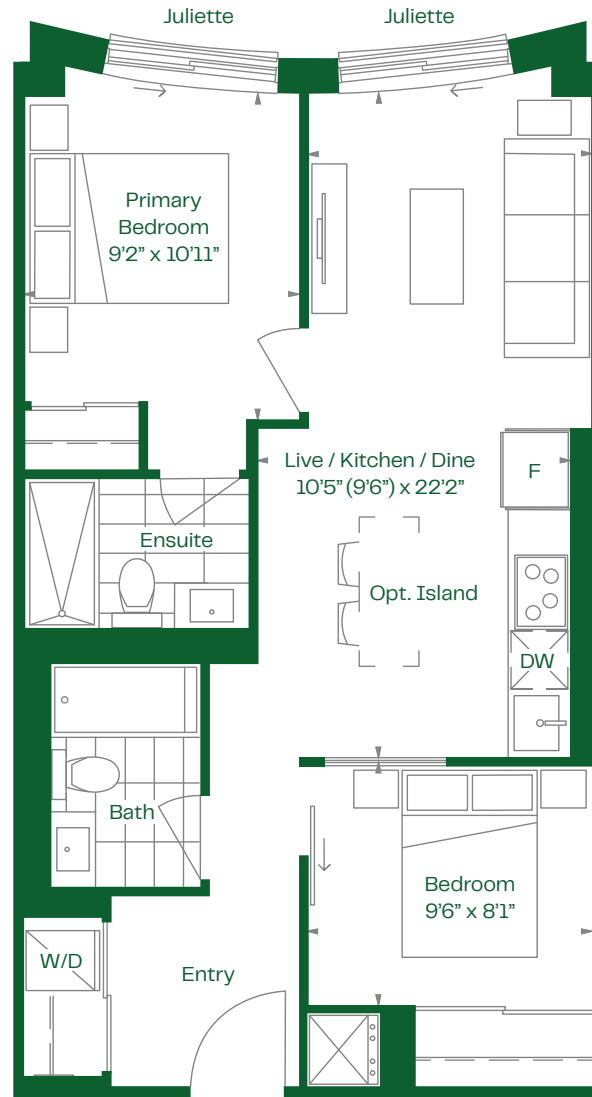 Juliette
Juliette
Primary
Bedroom
9’2” x 10’11”
Live / Kitchen / Dine
10’5” (9’6”) x 22’2”
F
Ensuite
Opt. Island
DW
Bath
Bedroom
9’6” x 8’1”
W/D
Entry